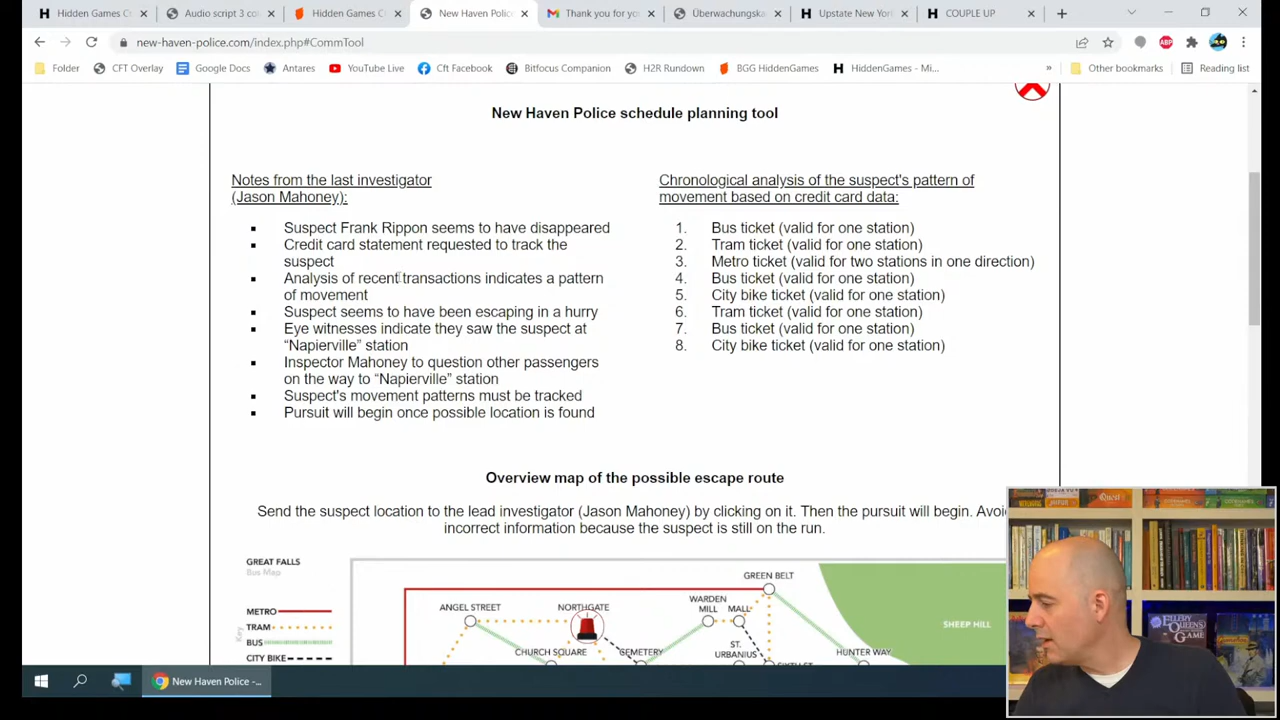 Hidden Games C
Audio script 3 co
Hidden Games C
New Haven Police
Thank you for yo
Überwachungska
Upstate New Yor
COUPLE UP
new-haven-police.com/index.php#CommTool
ABP
Folder
CFT Overlay
Google Docs
Antares
YouTube Live
Cft Facebook
Bitfocus Companion
H2R Rundown
BGG HiddenGames
HiddenGames - Mi...
»
Other bookmarks
Reading list
New Haven Police schedule planning tool
Notes from the last investigator
(Jason Mahoney):
Suspect Frank Rippon seems to have disappeared
Credit card statement requested to track the
suspect
Analysis of recent transactions indicates a pattern
of movement
Suspect seems to have been escaping in a hurry
Eye witnesses indicate they saw the suspect at
“Napierville” station
Inspector Mahoney to question other passengers
on the way to “Napierville” station
Suspect's movement patterns must be tracked
Pursuit will begin once possible location is found
Chronological analysis of the suspect's pattern of
movement based on credit card data:
1. Bus ticket (valid for one station)
2. Tram ticket (valid for one station)
3. Metro ticket (valid for two stations in one direction)
4. Bus ticket (valid for one station)
5. City bike ticket (valid for one station)
6. Tram ticket (valid for one station)
7. Bus ticket (valid for one station)
8. City bike ticket (valid for one station)
Overview map of the possible escape route
Send the suspect location to the lead investigator (Jason Mahoney) by clicking on it. Then the pursuit will begin. Avoi
incorrect information because the suspect is still on the run.
GREAT FALLS
Bus Map
Key
METRO
TRAM
BUS
CITY BIKE
GREEN BELT
ANGEL STREET
NORTHGATE
WARDEN
MILL
MALL
SHEEP HILL
CHURCH SQUARE
CEMETERY
ST.
URBANIUS
HUNTER WAY
New Haven Police -...
Quest
ELLERY
QUEEN'S
GAME